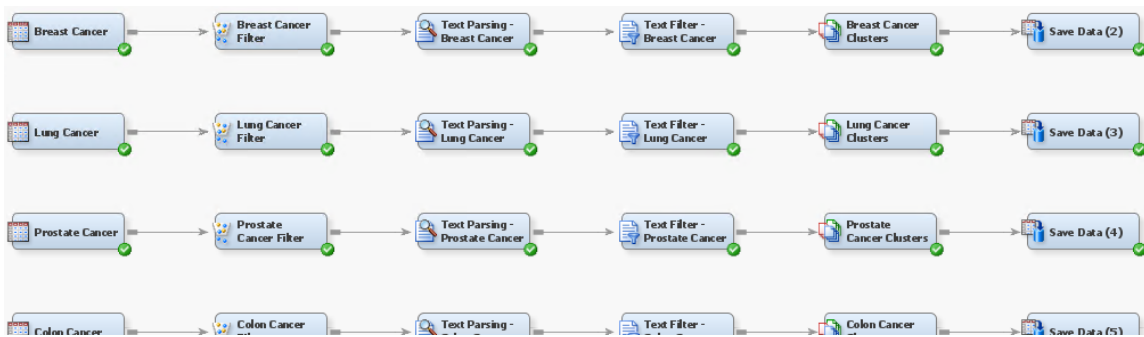 Breast Cancer
Breast Cancer
Filter
Text Parsing -
Breast Cancer
Text Filter -
Breast Cancer
Breast Cancer
Clusters
Save Data (2)
Lung Cancer
Lung Cancer
Filter
Text Parsing -
Lung Cancer
Text Filter -
Lung Cancer
Lung Cancer
Clusters
Save Data (3)
Prostate Cancer
Prostate
Cancer Filter
Text Parsing -
Prostate Cancer
Text Filter -
Prostate Cancer
Prostate
Cancer Clusters
Save Data (4)
Colon Cancer
Colon Cancer
Text Parsing -
Text Filter -
Colon Cancer
Save Data (5)